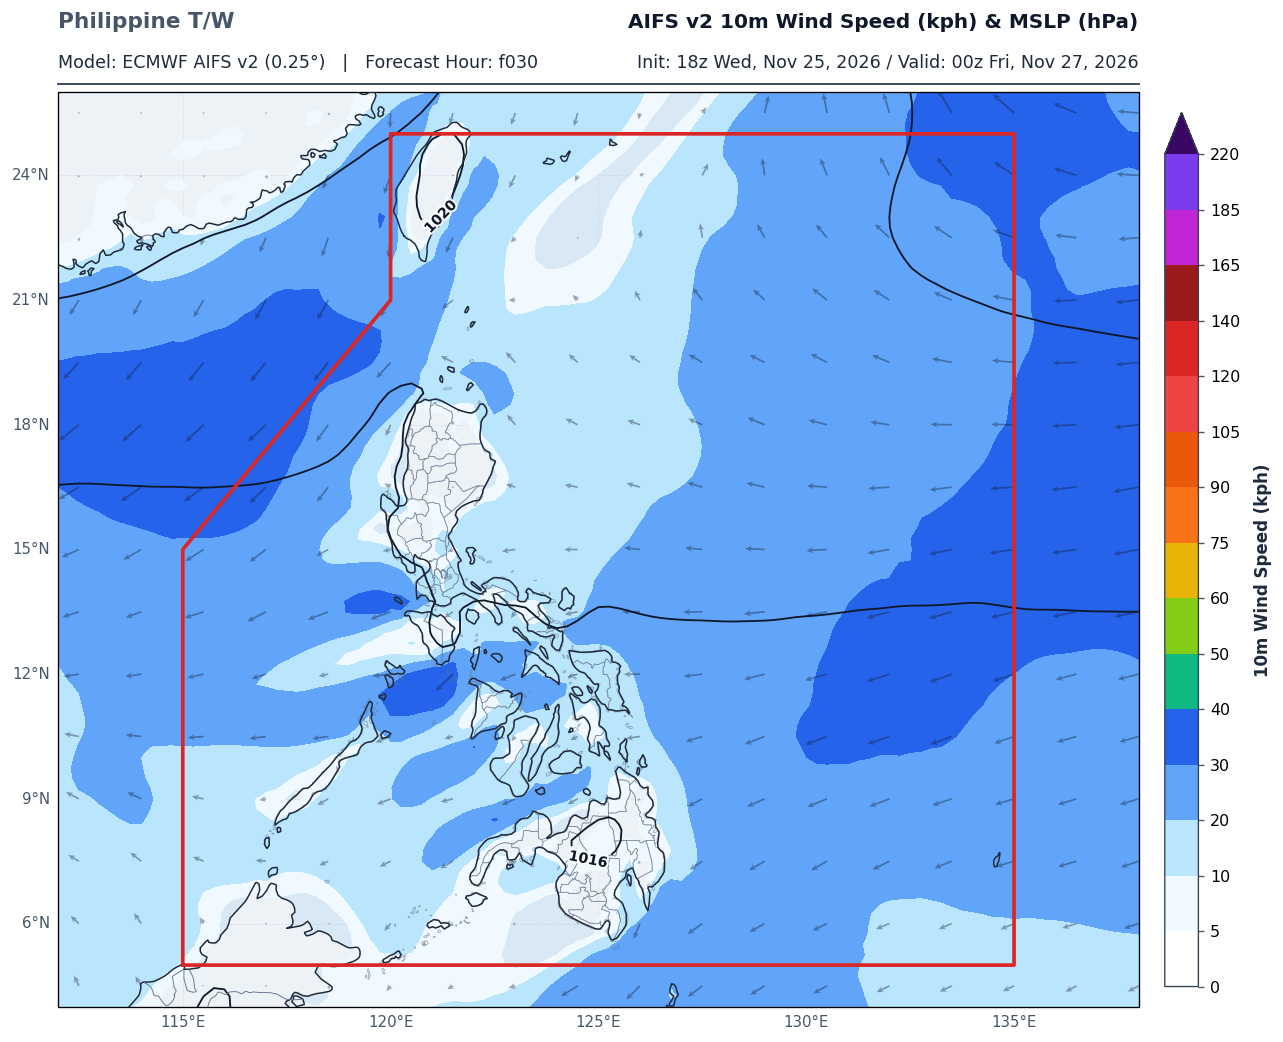 Philippine T/W
AIFS v2 10m Wind Speed (kph) & MSLP (hPa)
Model: ECMWF AIFS v2 (0.25°) | Forecast Hour: f030
Init: 18z Wed, Nov 25, 2026 / Valid: 00z Fri, Nov 27, 2026
24°N
21°N
18°N
15°N
12°N
9°N
6°N
115°E
120°E
125°E
130°E
135°E
1020
1016
220
185
165
140
120
105
90
75
60
50
40
30
20
10
5
0
10m Wind Speed (kph)